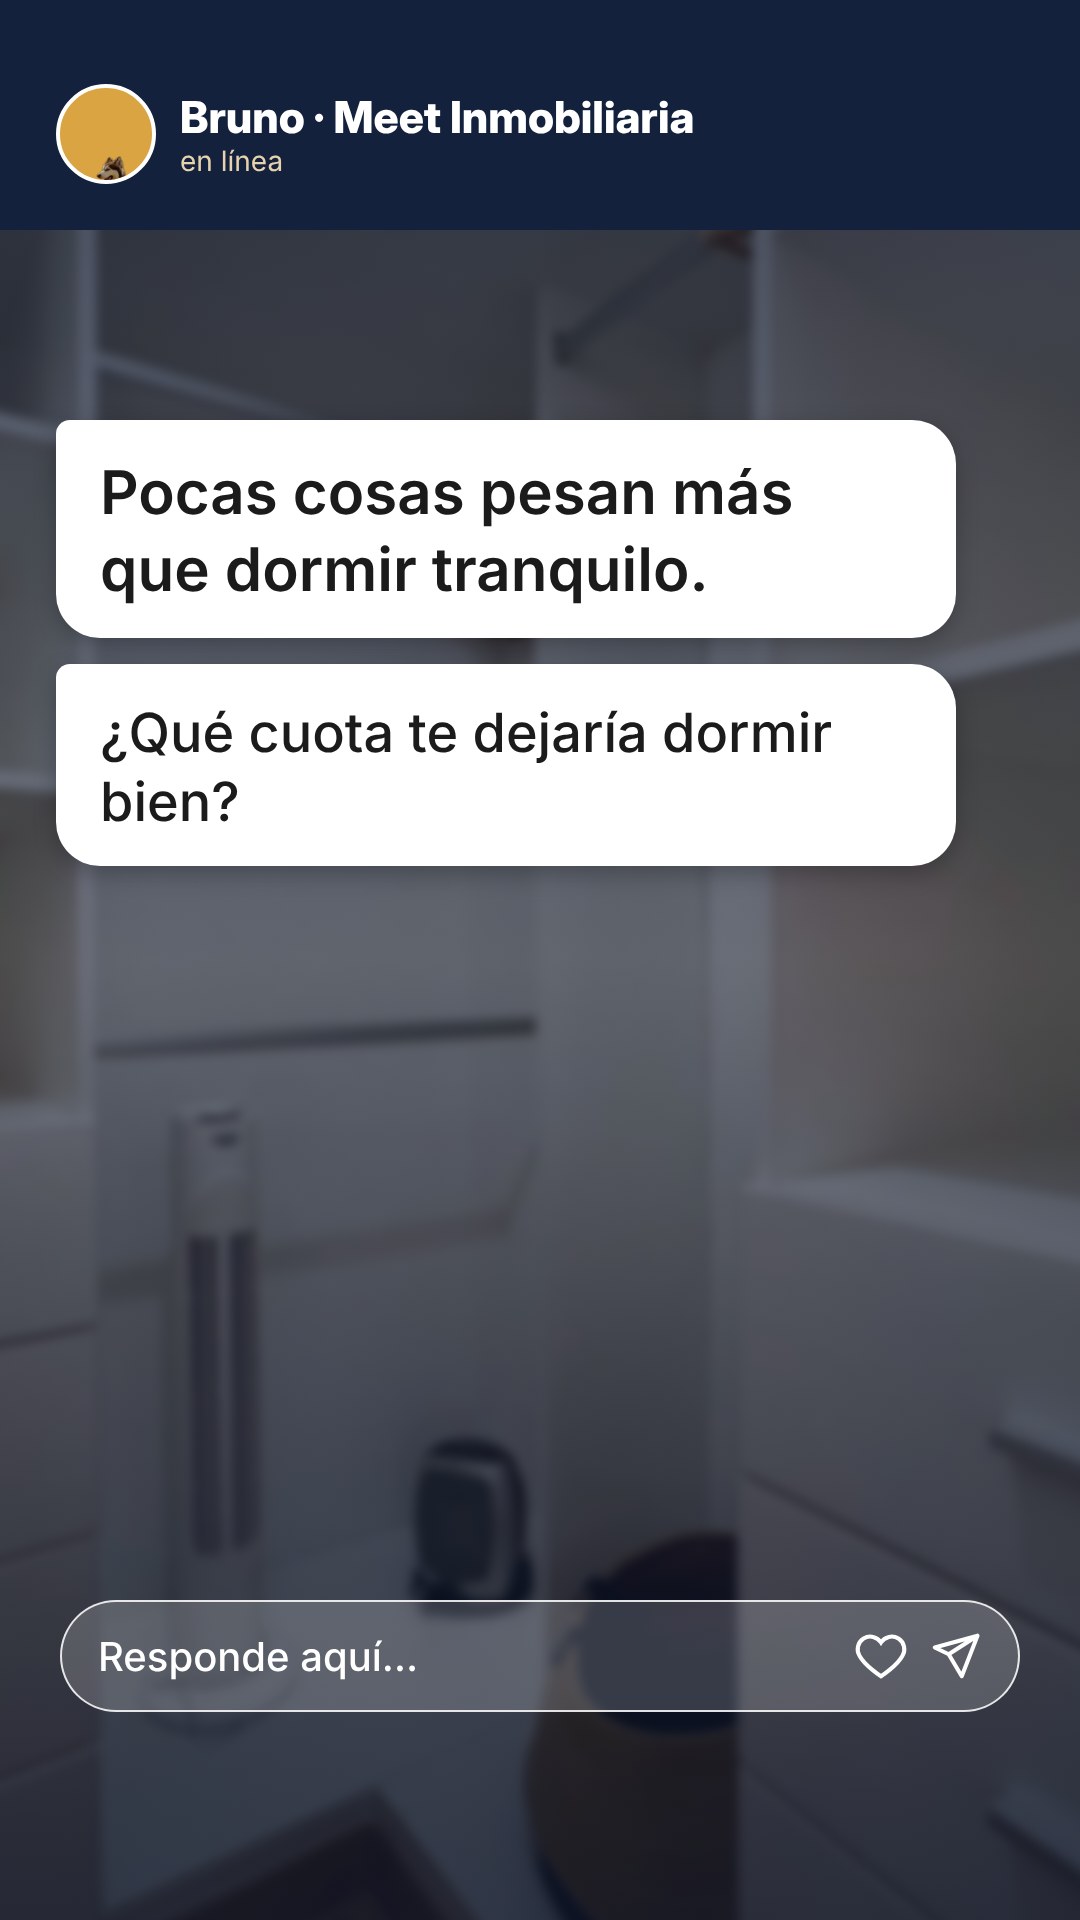 Bruno · Meet Inmobiliaria
en línea
Pocas cosas pesan más
que dormir tranquilo.
¿Qué cuota te dejaría dormir
bien?
Responde aquí...